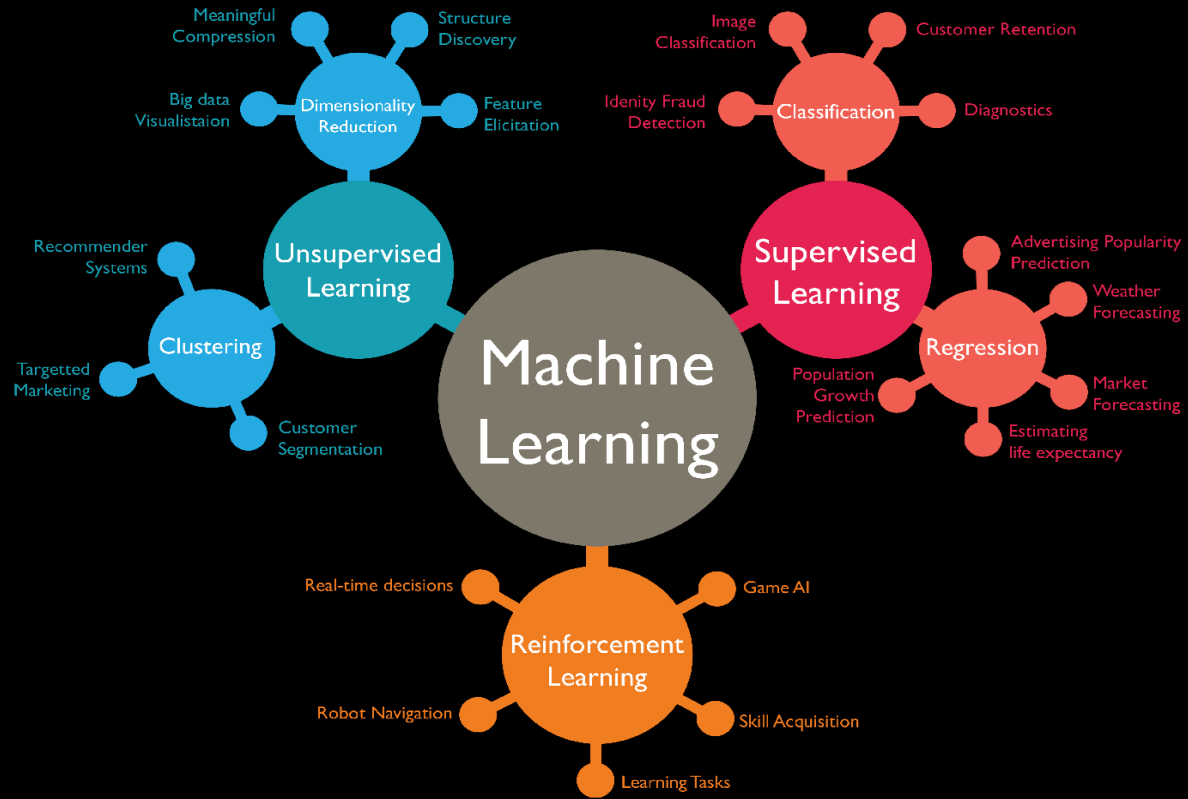 Meaningful
Compression
Structure
Discovery
Big data
Visualistaion
Dimensionality
Reduction
Feature
Elicitation
Image
Classification
Customer Retention
Idenity Fraud
Detection
Classification
Diagnostics
Unsupervised
Learning
Recommender
Systems
Clustering
Targetted
Marketing
Customer
Segmentation
Machine
Learning
Supervised
Learning
Advertising Popularity
Prediction
Weather
Forecasting
Regression
Population
Growth
Prediction
Market
Forecasting
Estimating
life expectancy
Real-time decisions
Game AI
Reinforcement
Learning
Robot Navigation
Skill Acquisition
Learning Tasks